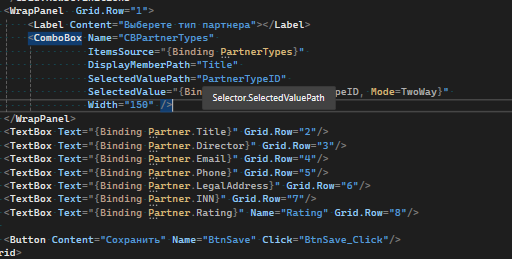 <WrapPanel Grid.Row="1">
<Label Content="Выберете тип партнера"></Label>
<ComboBox Name="CBPartnerTypes"
ItemsSource="{Binding PartnerTypes}"
DisplayMemberPath="Title"
SelectedValuePath="PartnerTypeID"
SelectedValue="{Bin peID, Mode=TwoWay}"
Selector.SelectedValuePath
Width="150" />
</WrapPanel>
<TextBox Text="{Binding Partner.Title}" Grid.Row="2"/>
<TextBox Text="{Binding Partner.Director}" Grid.Row="3"/>
<TextBox Text="{Binding Partner.Email}" Grid.Row="4"/>
<TextBox Text="{Binding Partner.Phone}" Grid.Row="5"/>
<TextBox Text="{Binding Partner.LegalAddress}" Grid.Row="6"/>
<TextBox Text="{Binding Partner.INN}" Grid.Row="7"/>
<TextBox Text="{Binding Partner.Rating}" Name="Rating" Grid.Row="8"/>
<Button Content="Сохранить" Name="BtnSave" Click="BtnSave_Click"/>
rid>